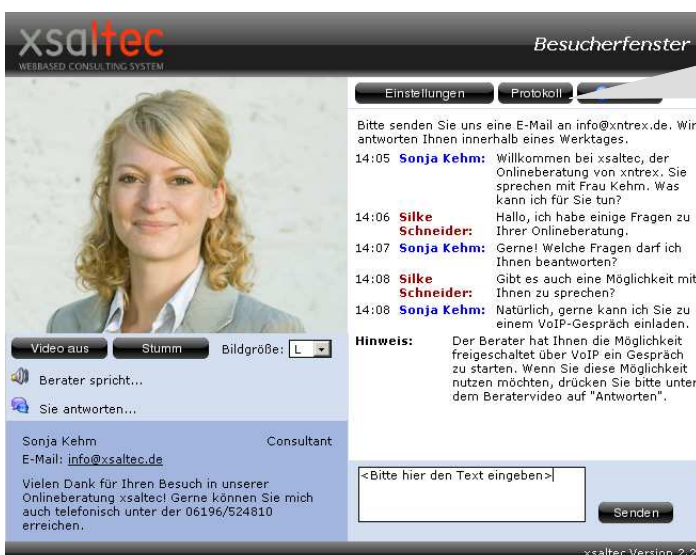 xsaltec
WEBBASED CONSULTING SYSTEM
Besucherfenster
Einstellungen
Protokoll
Bitte senden Sie uns eine E-Mail an info@xntrex.de. Wir
antworten Ihnen innerhalb eines Werktages.
14:05 Sonja Kehm: Willkommen bei xsaltec, der
Onlineberatung von xntrex. Sie
sprechen mit Frau Kehm. Was
kann ich für Sie tun?
14:06 Silke Hallo, ich habe einige Fragen zu
Schneider: Ihrer Onlineberatung.
14:07 Sonja Kehm: Gerne! Welche Fragen darf ich
Ihnen beantworten?
14:08 Silke Gibt es auch eine Möglichkeit mit
Schneider: Ihnen zu sprechen?
14:08 Sonja Kehm: Natürlich, gerne kann ich Sie zu
einem VoIP-Gespräch einladen.
Hinweis: Der Berater hat Ihnen die Möglichkeit
freigeschaltet über VoIP ein Gespräch
zu starten. Wenn Sie diese Möglichkeit
nutzen möchten, drücken Sie bitte unter
dem Beratervideo auf "Antworten".
Video aus
Stumm
Bildgröße: L
Berater spricht...
Sie antworten...
Sonja Kehm Consultant
E-Mail: info@xsaltec.de
Vielen Dank für Ihren Besuch in unserer
Onlineberatung xsaltec! Gerne können Sie mich
auch telefonisch unter der 06196/524810
erreichen.
<Bitte hier den Text eingeben>
Senden
xsaltec Version 2.